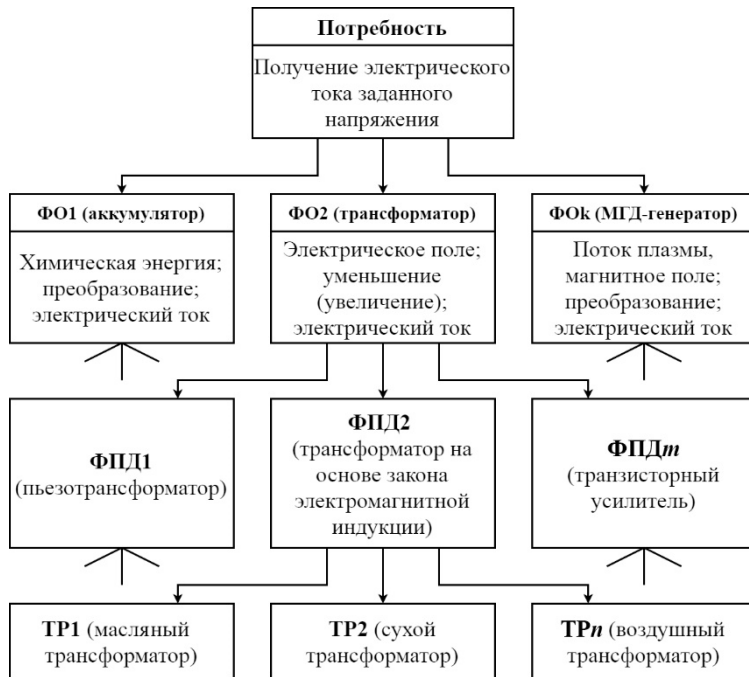 Потребность
Получение электрического
тока заданного
напряжения
ФО1 (аккумулятор)
Химическая энергия;
преобразование;
электрический ток
ФО2 (трансформатор)
Электрическое поле;
уменьшение
(увеличение);
электрический ток
ФОk (МГД-генератор)
Поток плазмы,
магнитное поле;
преобразование;
электрический ток
ФПД1
(пьезотрансформатор)
ФПД2
(трансформатор на
основе закона
электромагнитной
индукции)
ФПДm
(транзисторный
усилитель)
ТР1 (масляный
трансформатор)
ТР2 (сухой
трансформатор)
ТРn (воздушный
трансформатор)